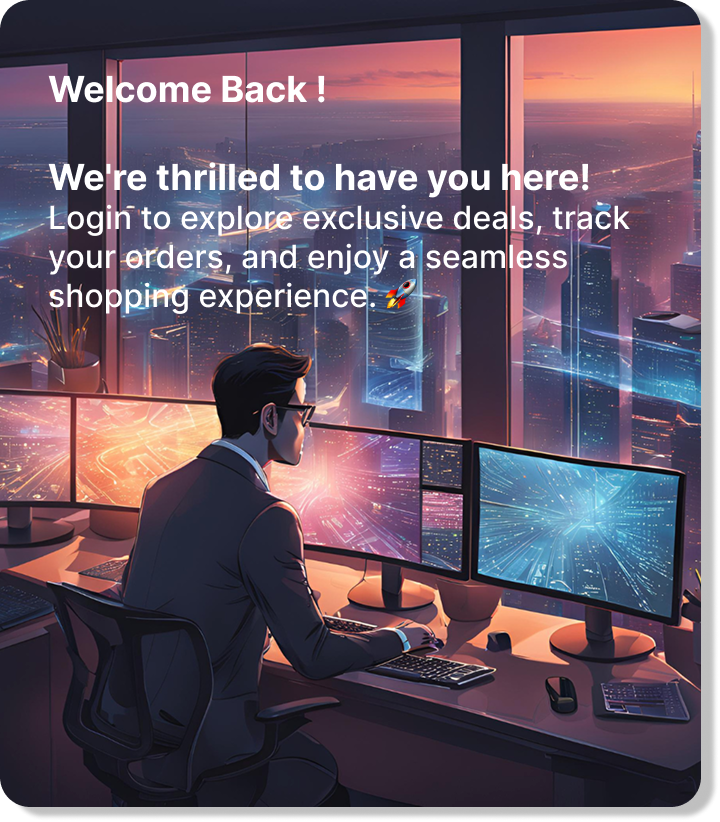 Welcome Back !
We're thrilled to have you here!
Login to explore exclusive deals, track
your orders, and enjoy a seamless
shopping experience. 🚀